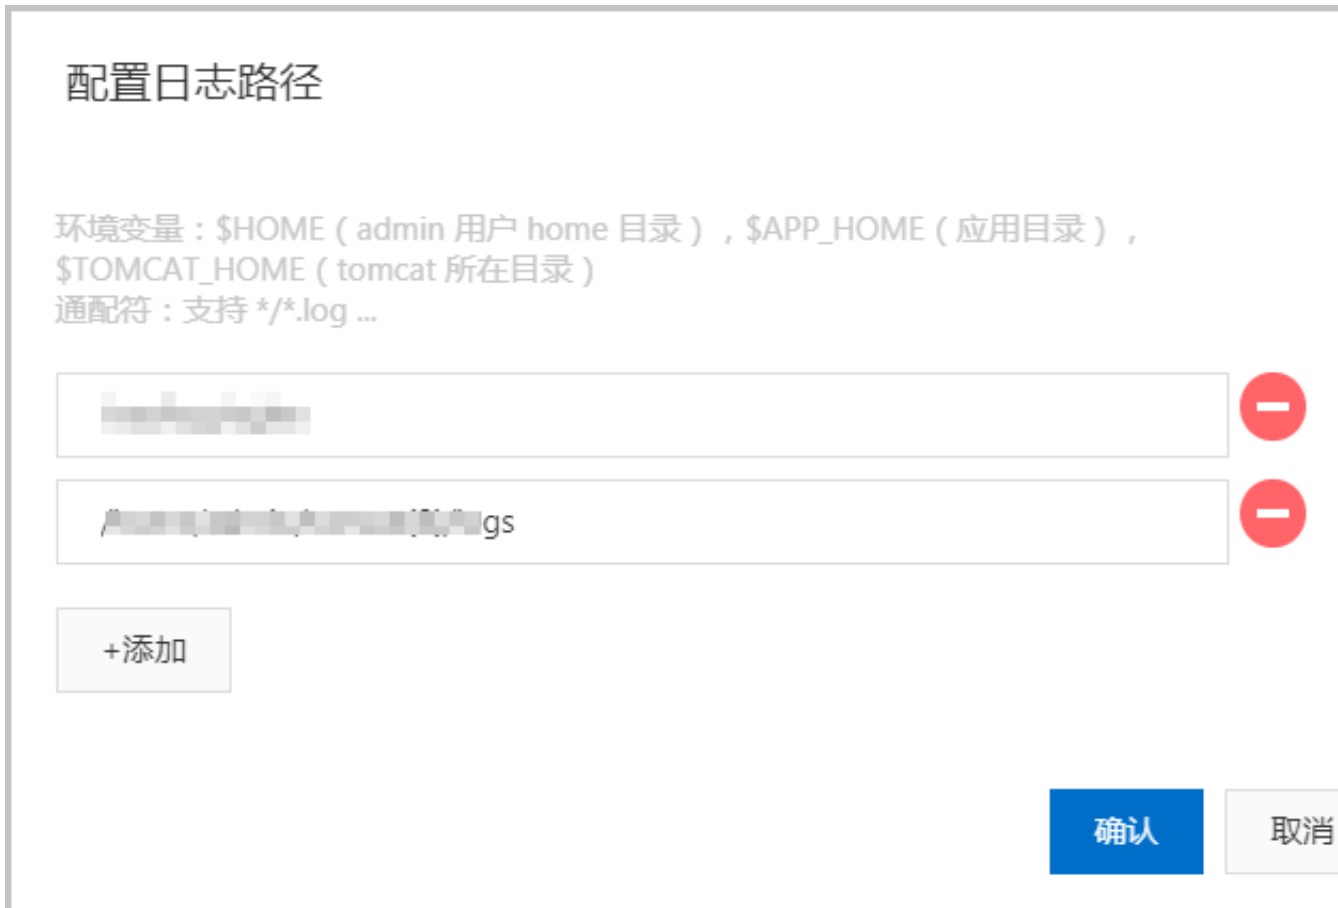 配置日志路径
环境变量：$HOME（admin 用户 home 目录），$APP_HOME（应用目录），
$TOMCAT_HOME（tomcat 所在目录）
通配符：支持 */*.log ...
gs
+添加
确认 取消